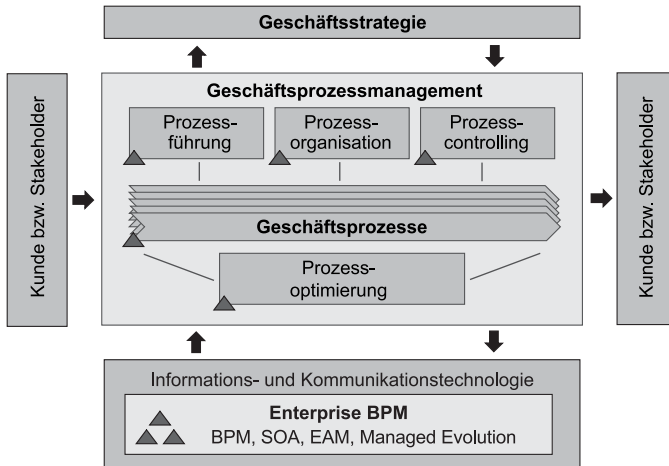 Geschäftsstrategie
Kunde bzw. Stakeholder
Geschäftsprozessmanagement
Prozess-
führung
Prozess-
organisation
Prozess-
controlling
Geschäftsprozesse
Prozess-
optimierung
Kunde bzw. Stakeholder
Informations- und Kommunikationstechnologie
Enterprise BPM
BPM, SOA, EAM, Managed Evolution